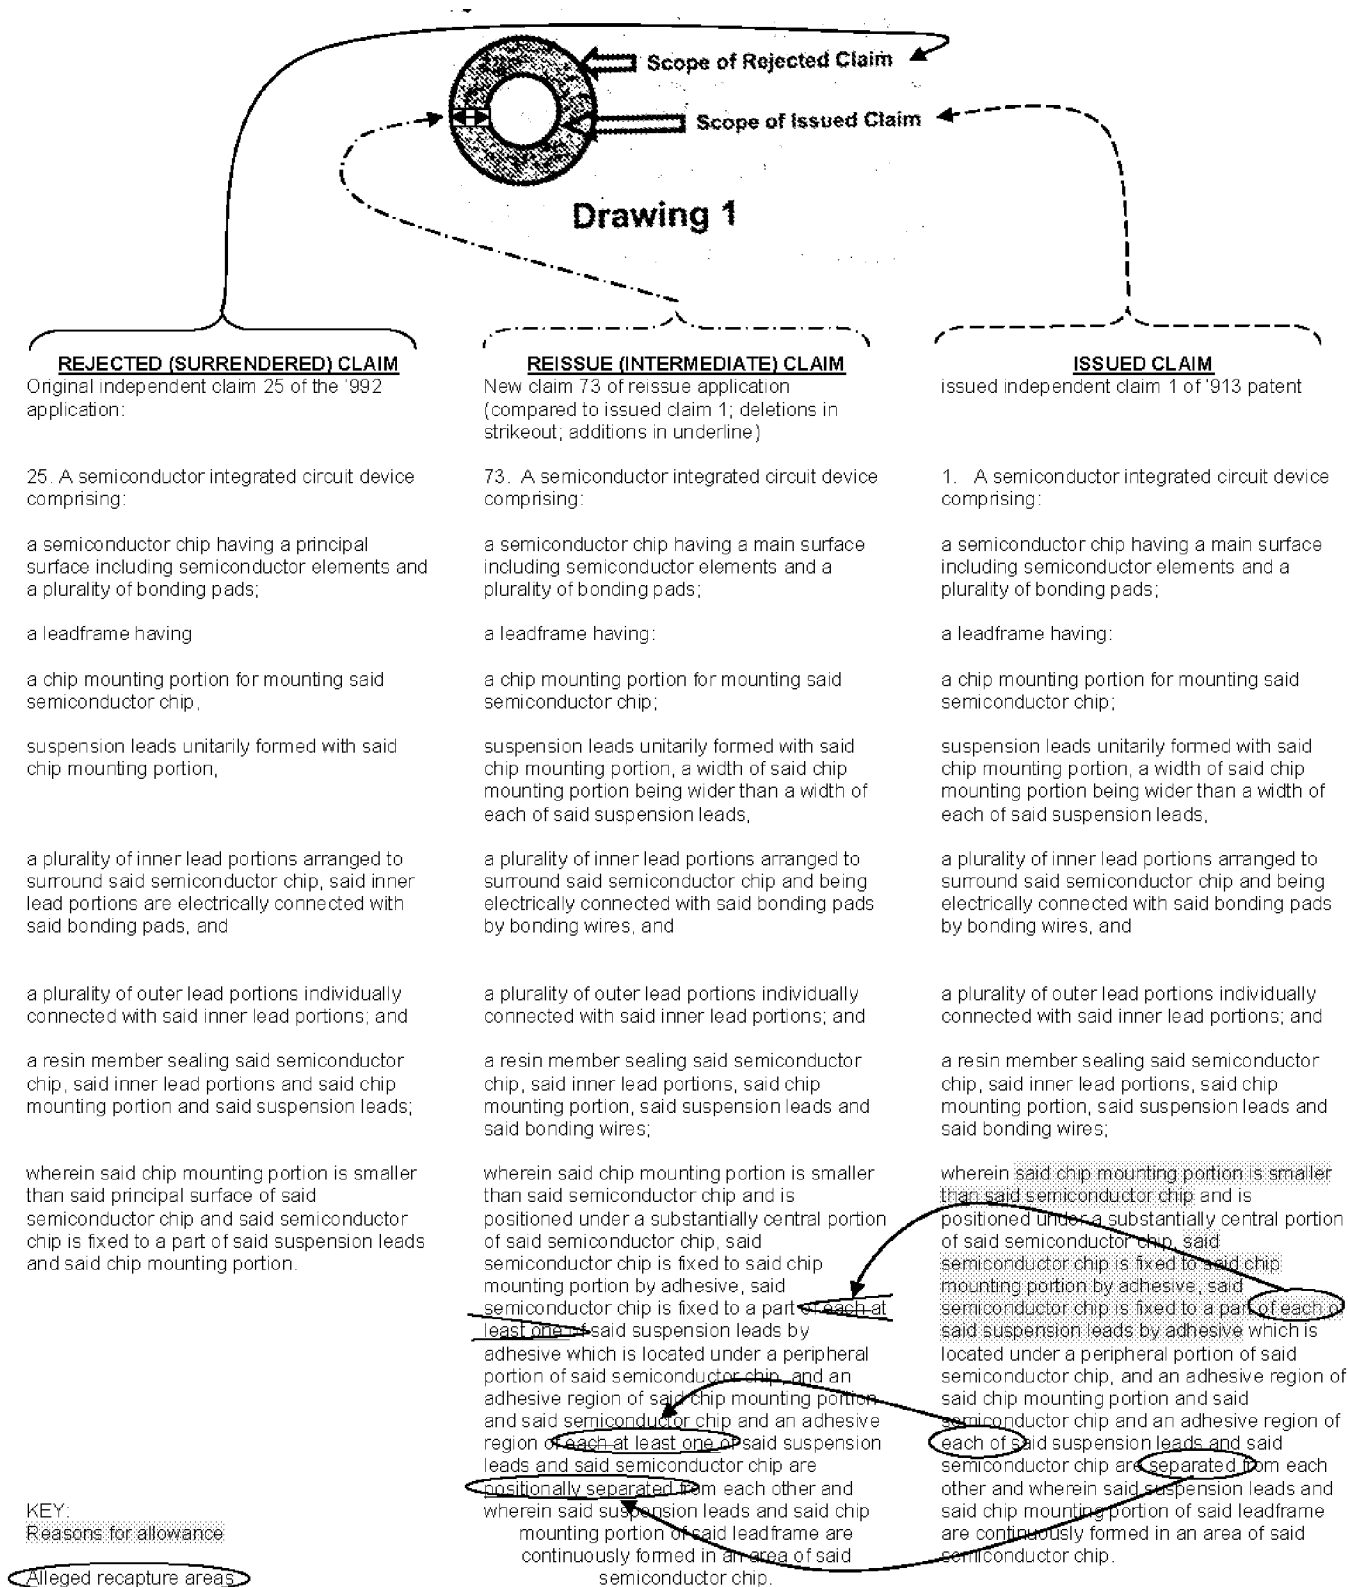 Scope of Rejected Claim
Scope of Issued Claim
Drawing 1
REJECTED (SURRENDERED) CLAIM
Original independent claim 25 of the '992
application:
25. A semiconductor integrated circuit device
comprising:
a semiconductor chip having a principal
surface including semiconductor elements and
a plurality of bonding pads;
a leadframe having
a chip mounting portion for mounting said
semiconductor chip,
suspension leads unitarily formed with said
chip mounting portion,
a plurality of inner lead portions arranged to
surround said semiconductor chip, said inner
lead portions are electrically connected with
said bonding pads, and
a plurality of outer lead portions individually
connected with said inner lead portions; and
a resin member sealing said semiconductor
chip, said inner lead portions and said chip
mounting portion and said suspension leads;
wherein said chip mounting portion is smaller
than said principal surface of said
semiconductor chip and said semiconductor
chip is fixed to a part of said suspension leads
and said chip mounting portion.
KEY:
Reasons for allowance
Alleged recapture areas
REISSUE (INTERMEDIATE) CLAIM
New claim 73 of reissue application
(compared to issued claim 1; deletions in
strikeout; additions in underline)
73. A semiconductor integrated circuit device
comprising:
a semiconductor chip having a main surface
including semiconductor elements and a
plurality of bonding pads;
a leadframe having:
a chip mounting portion for mounting said
semiconductor chip;
suspension leads unitarily formed with said
chip mounting portion, a width of said chip
mounting portion being wider than a width of
each of said suspension leads,
a plurality of inner lead portions arranged to
surround said semiconductor chip and being
electrically connected with said bonding pads
by bonding wires, and
a plurality of outer lead portions individually
connected with said inner lead portions; and
a resin member sealing said semiconductor
chip, said inner lead portions, said chip
mounting portion, said suspension leads and
said bonding wires;
wherein said chip mounting portion is smaller
than said semiconductor chip and is
positioned under a substantially central portion
of said semiconductor chip, said
semiconductor chip is fixed to said chip
mounting portion by adhesive, said
semiconductor chip is fixed to a part of each at
least one of said suspension leads by
adhesive which is located under a peripheral
portion of said semiconductor chip, and an
adhesive region of said chip mounting portion
and said semiconductor chip and an adhesive
region of each at least one of said suspension
leads and said semiconductor chip are
positionally separated from each other and
wherein said suspension leads and said chip
mounting portion of said leadframe are
continuously formed in an area of said
semiconductor chip.
ISSUED CLAIM
issued independent claim 1 of '913 patent
1. A semiconductor integrated circuit device
comprising:
a semiconductor chip having a main surface
including semiconductor elements and a
plurality of bonding pads;
a leadframe having:
a chip mounting portion for mounting said
semiconductor chip;
suspension leads unitarily formed with said
chip mounting portion, a width of said chip
mounting portion being wider than a width of
each of said suspension leads,
a plurality of inner lead portions arranged to
surround said semiconductor chip and being
electrically connected with said bonding pads
by bonding wires, and
a plurality of outer lead portions individually
connected with said inner lead portions; and
a resin member sealing said semiconductor
chip, said inner lead portions, said chip
mounting portion, said suspension leads and
said bonding wires;
wherein said chip mounting portion is smaller
than said semiconductor chip and is
positioned under a substantially central portion
of said semiconductor chip, said
semiconductor chip is fixed to said chip
mounting portion by adhesive, said
semiconductor chip is fixed to a part of each of
said suspension leads by adhesive which is
located under a peripheral portion of said
semiconductor chip, and an adhesive region of
said chip mounting portion and said
semiconductor chip and an adhesive region of
each of said suspension leads and said
semiconductor chip are separated from each
other and wherein said suspension leads and
said chip mounting portion of said leadframe
are continuously formed in an area of said
semiconductor chip.